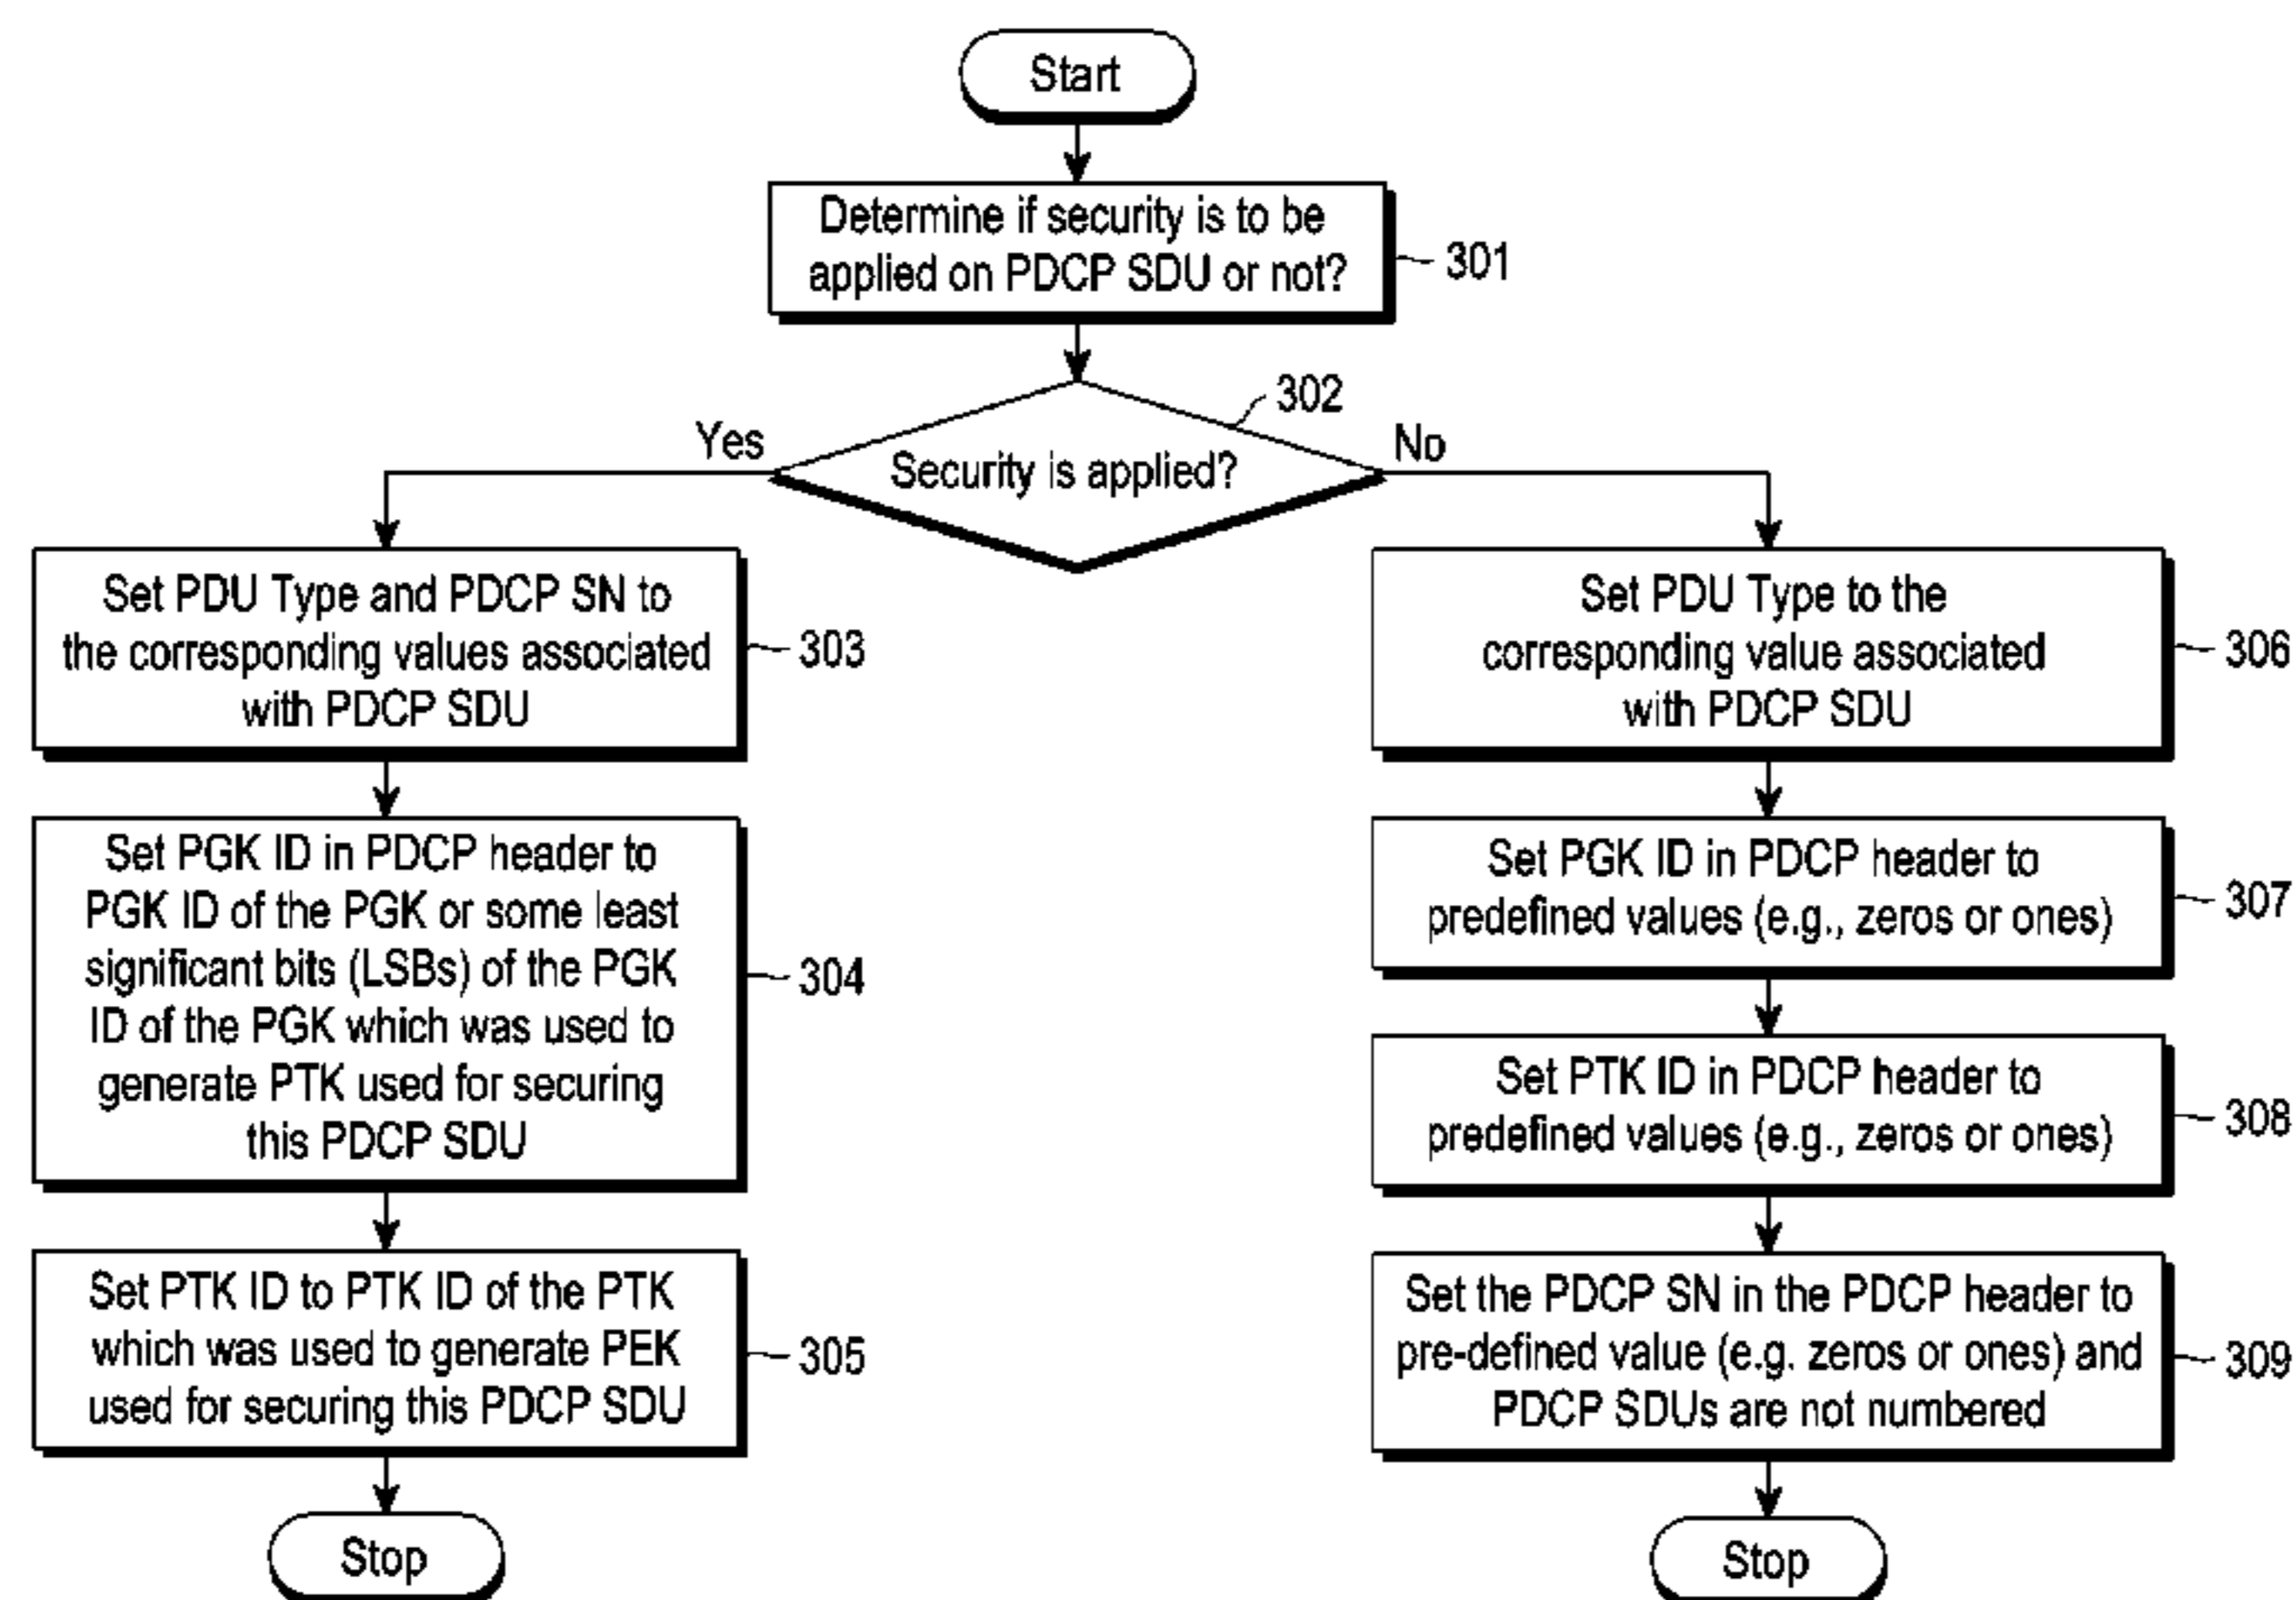 Start
Determine if security is to be
applied on PDCP SDU or not?
301
302
Yes
Security is applied?
No
Set PDU Type and PDCP SN to
the corresponding values associated
with PDCP SDU
303
Set PGK ID in PDCP header to
PGK ID of the PGK or some least
significant bits (LSBs) of the PGK
ID of the PGK which was used to
generate PTK used for securing
this PDCP SDU
304
Set PTK ID to PTK ID of the PTK
which was used to generate PEK
used for securing this PDCP SDU
305
Stop
Set PDU Type to the
corresponding value associated
with PDCP SDU
306
Set PGK ID in PDCP header to
predefined values (e.g., zeros or ones)
307
Set PTK ID in PDCP header to
predefined values (e.g., zeros or ones)
308
Set the PDCP SN in the PDCP header to
pre-defined value (e.g. zeros or ones) and
PDCP SDUs are not numbered
309
Stop